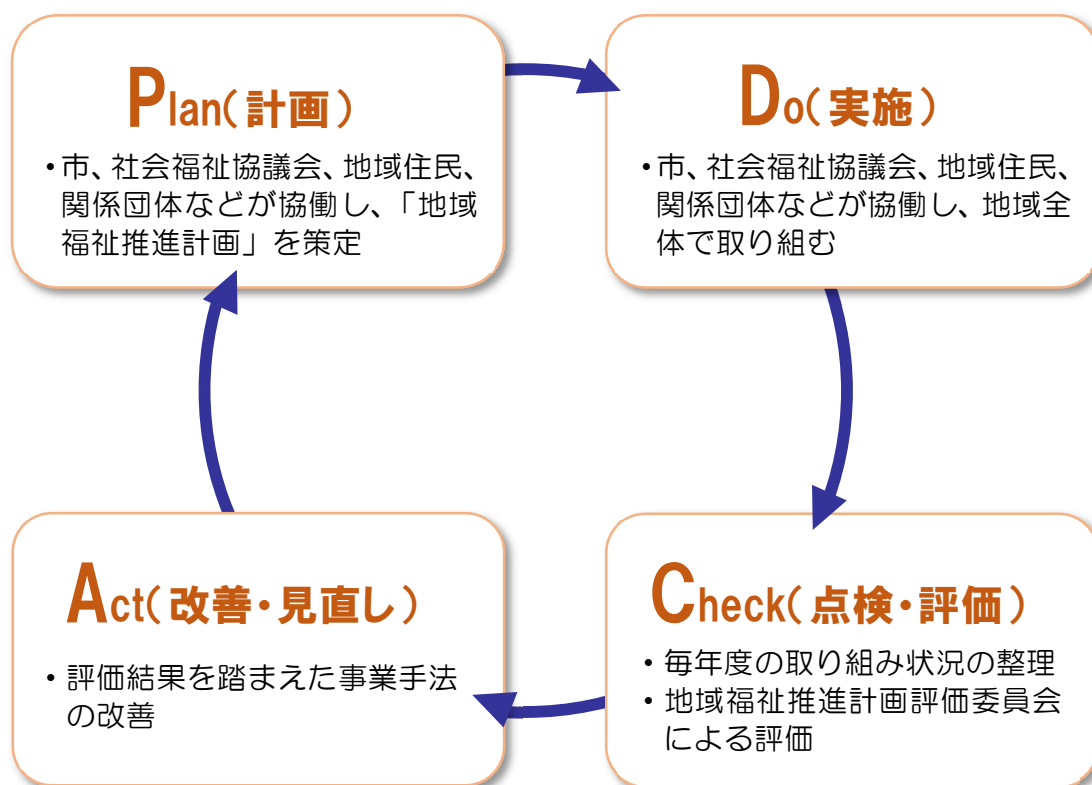 Plan(計画)
・市、社会福祉協議会、地域住民、
関係団体などが協働し、「地域
福祉推進計画」を策定
Do(実施)
・市、社会福祉協議会、地域住民、
関係団体などが協働し、地域全
体で取り組む
Act(改善・見直し)
・評価結果を踏まえた事業手法
の改善
Check(点検・評価)
・毎年度の取り組み状況の整理
・地域福祉推進計画評価委員会
による評価